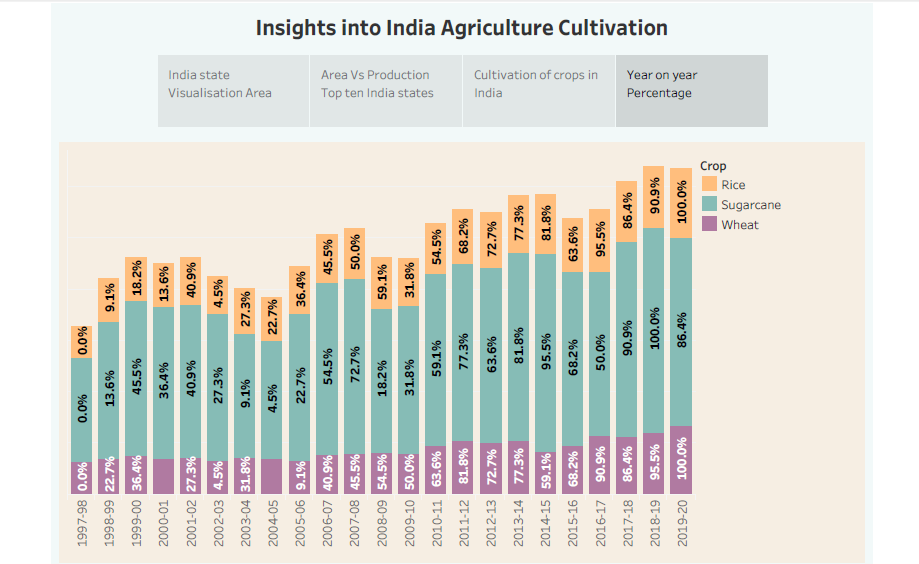 Insights into India Agriculture Cultivation
India state
Visualisation Area
Area Vs Production
Top ten India states
Cultivation of crops in
India
Year on year
Percentage
Crop
Rice
Sugarcane
Wheat
0.0% 9.1% 18.2% 13.6% 40.9% 4.5% 27.3% 22.7% 36.4% 45.5% 50.0% 59.1% 31.8% 54.5% 68.2% 72.7% 77.3% 81.8% 63.6% 95.5% 86.4% 90.9% 100.0%
0.0% 13.6% 45.5% 36.4% 40.9% 27.3% 9.1% 4.5% 22.7% 54.5% 72.7% 18.2% 31.8% 59.1% 77.3% 63.6% 81.8% 95.5% 68.2% 50.0% 90.9% 100.0% 86.4%
0.0% 22.7% 36.4% 27.3% 4.5% 31.8% 9.1% 40.9% 45.5% 54.5% 50.0% 63.6% 81.8% 72.7% 77.3% 59.1% 68.2% 90.9% 86.4% 95.5% 100.0%
1997-98 1998-99 1999-00 2000-01 2001-02 2002-03 2003-04 2004-05 2005-06 2006-07 2007-08 2008-09 2009-10 2010-11 2011-12 2012-13 2013-14 2014-15 2015-16 2016-17 2017-18 2018-19 2019-20